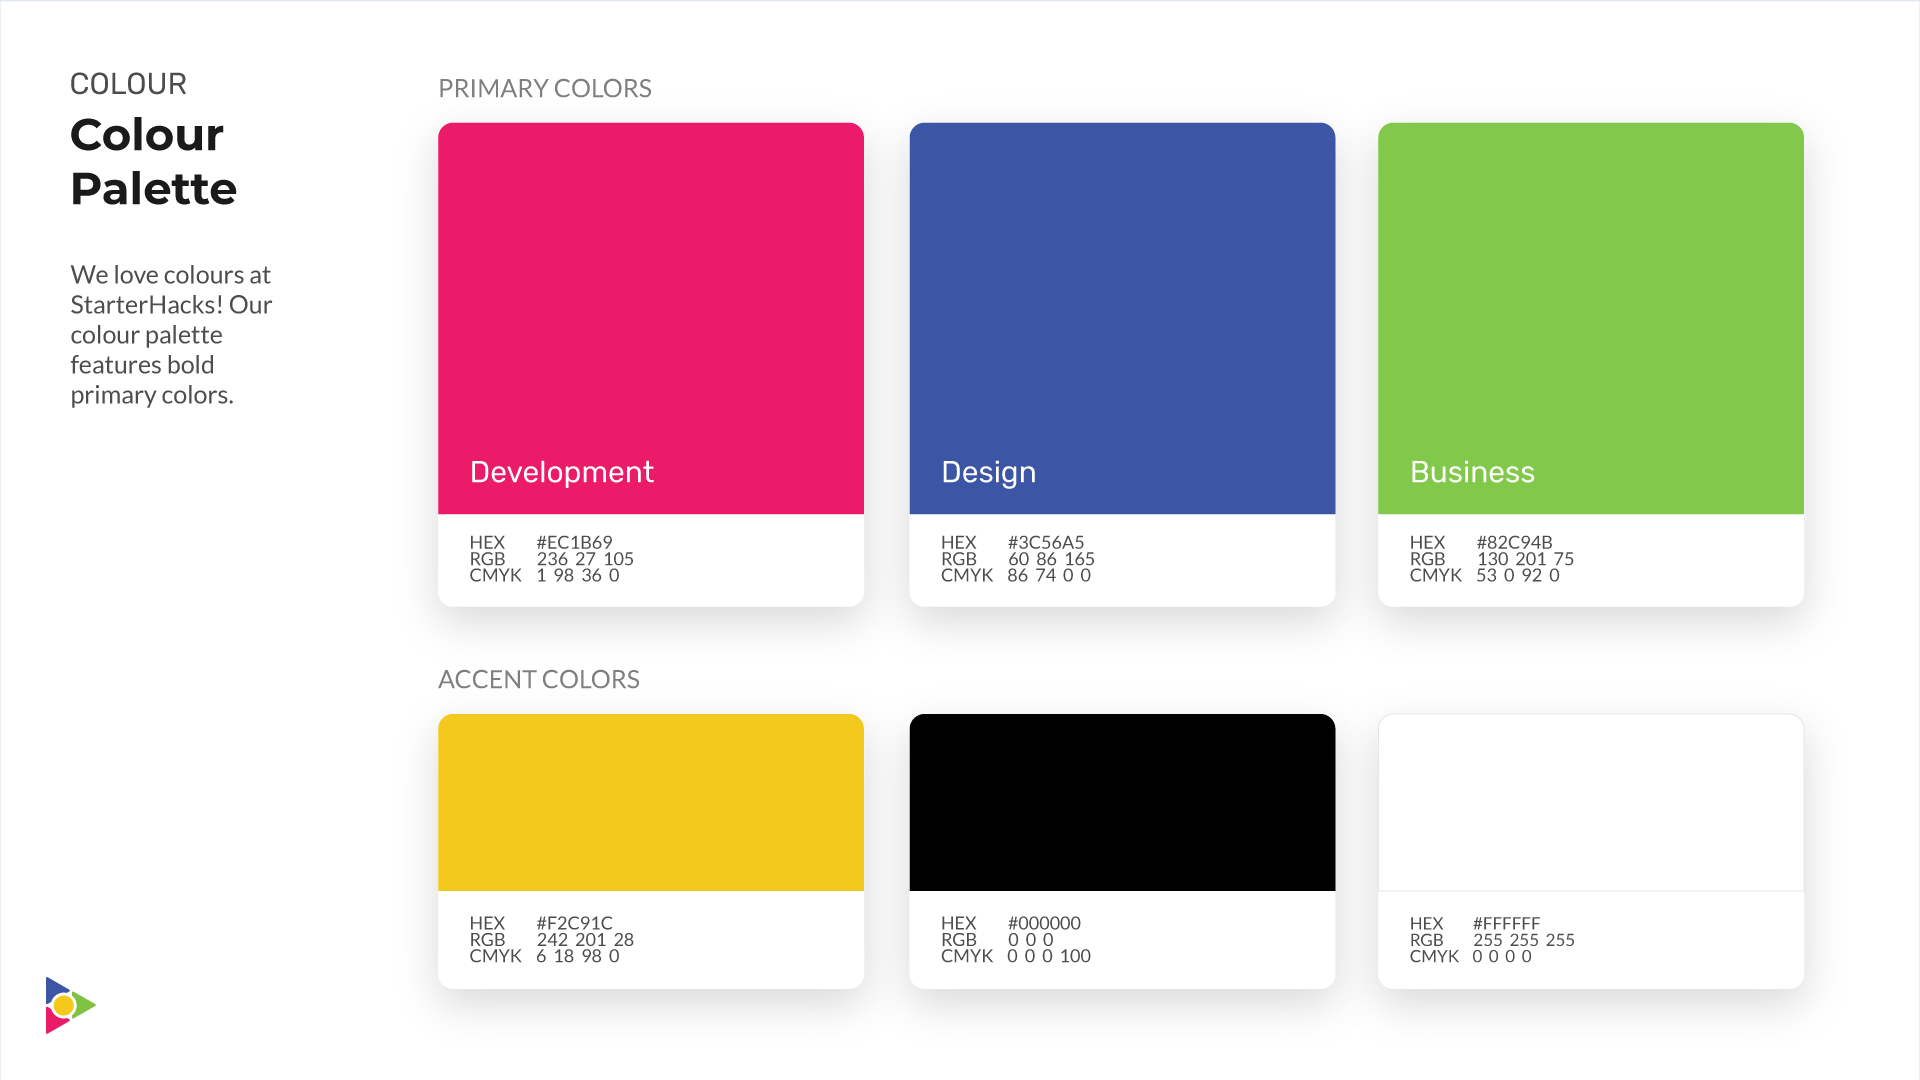 COLOUR
Colour
Palette
We love colours at
StarterHacks! Our
colour palette
features bold
primary colors.
PRIMARY COLORS
Development
HEX #EC1B69
RGB 236 27 105
CMYK 1 98 36 0
Design
HEX #3C56A5
RGB 60 86 165
CMYK 86 74 0 0
Business
HEX #82C94B
RGB 130 201 75
CMYK 53 0 92 0
ACCENT COLORS
HEX #F2C91C
RGB 242 201 28
CMYK 6 18 98 0
HEX #000000
RGB 0 0 0
CMYK 0 0 0 100
HEX #FFFFFF
RGB 255 255 255
CMYK 0 0 0 0